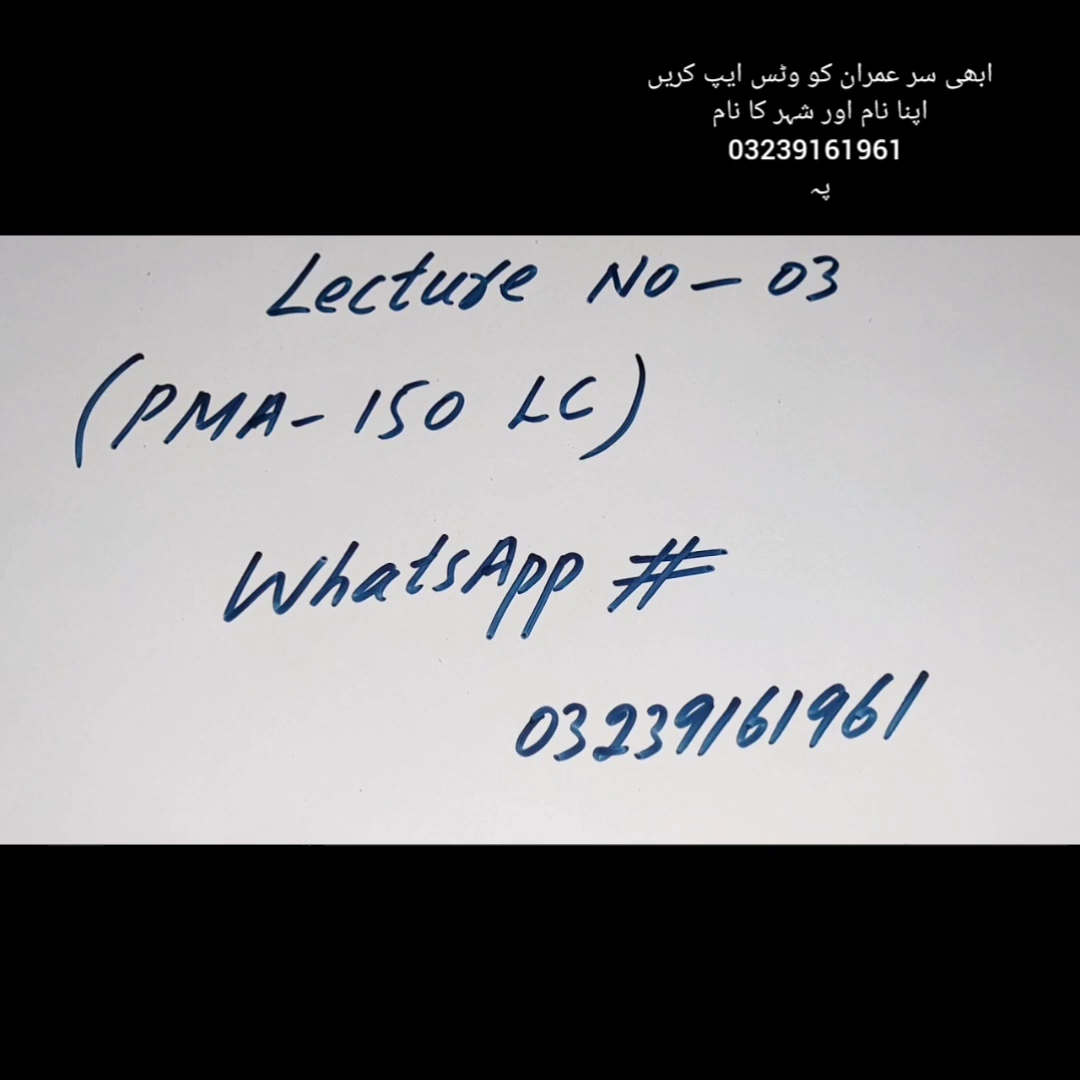 ابھی سر عمران کو وٹس ایپ کریں
اپنا نام اور شہر کا نام
03239161961
پہ
Lecture No- 03
(PMA- 150 LC)
WhatsApp #
03239161961